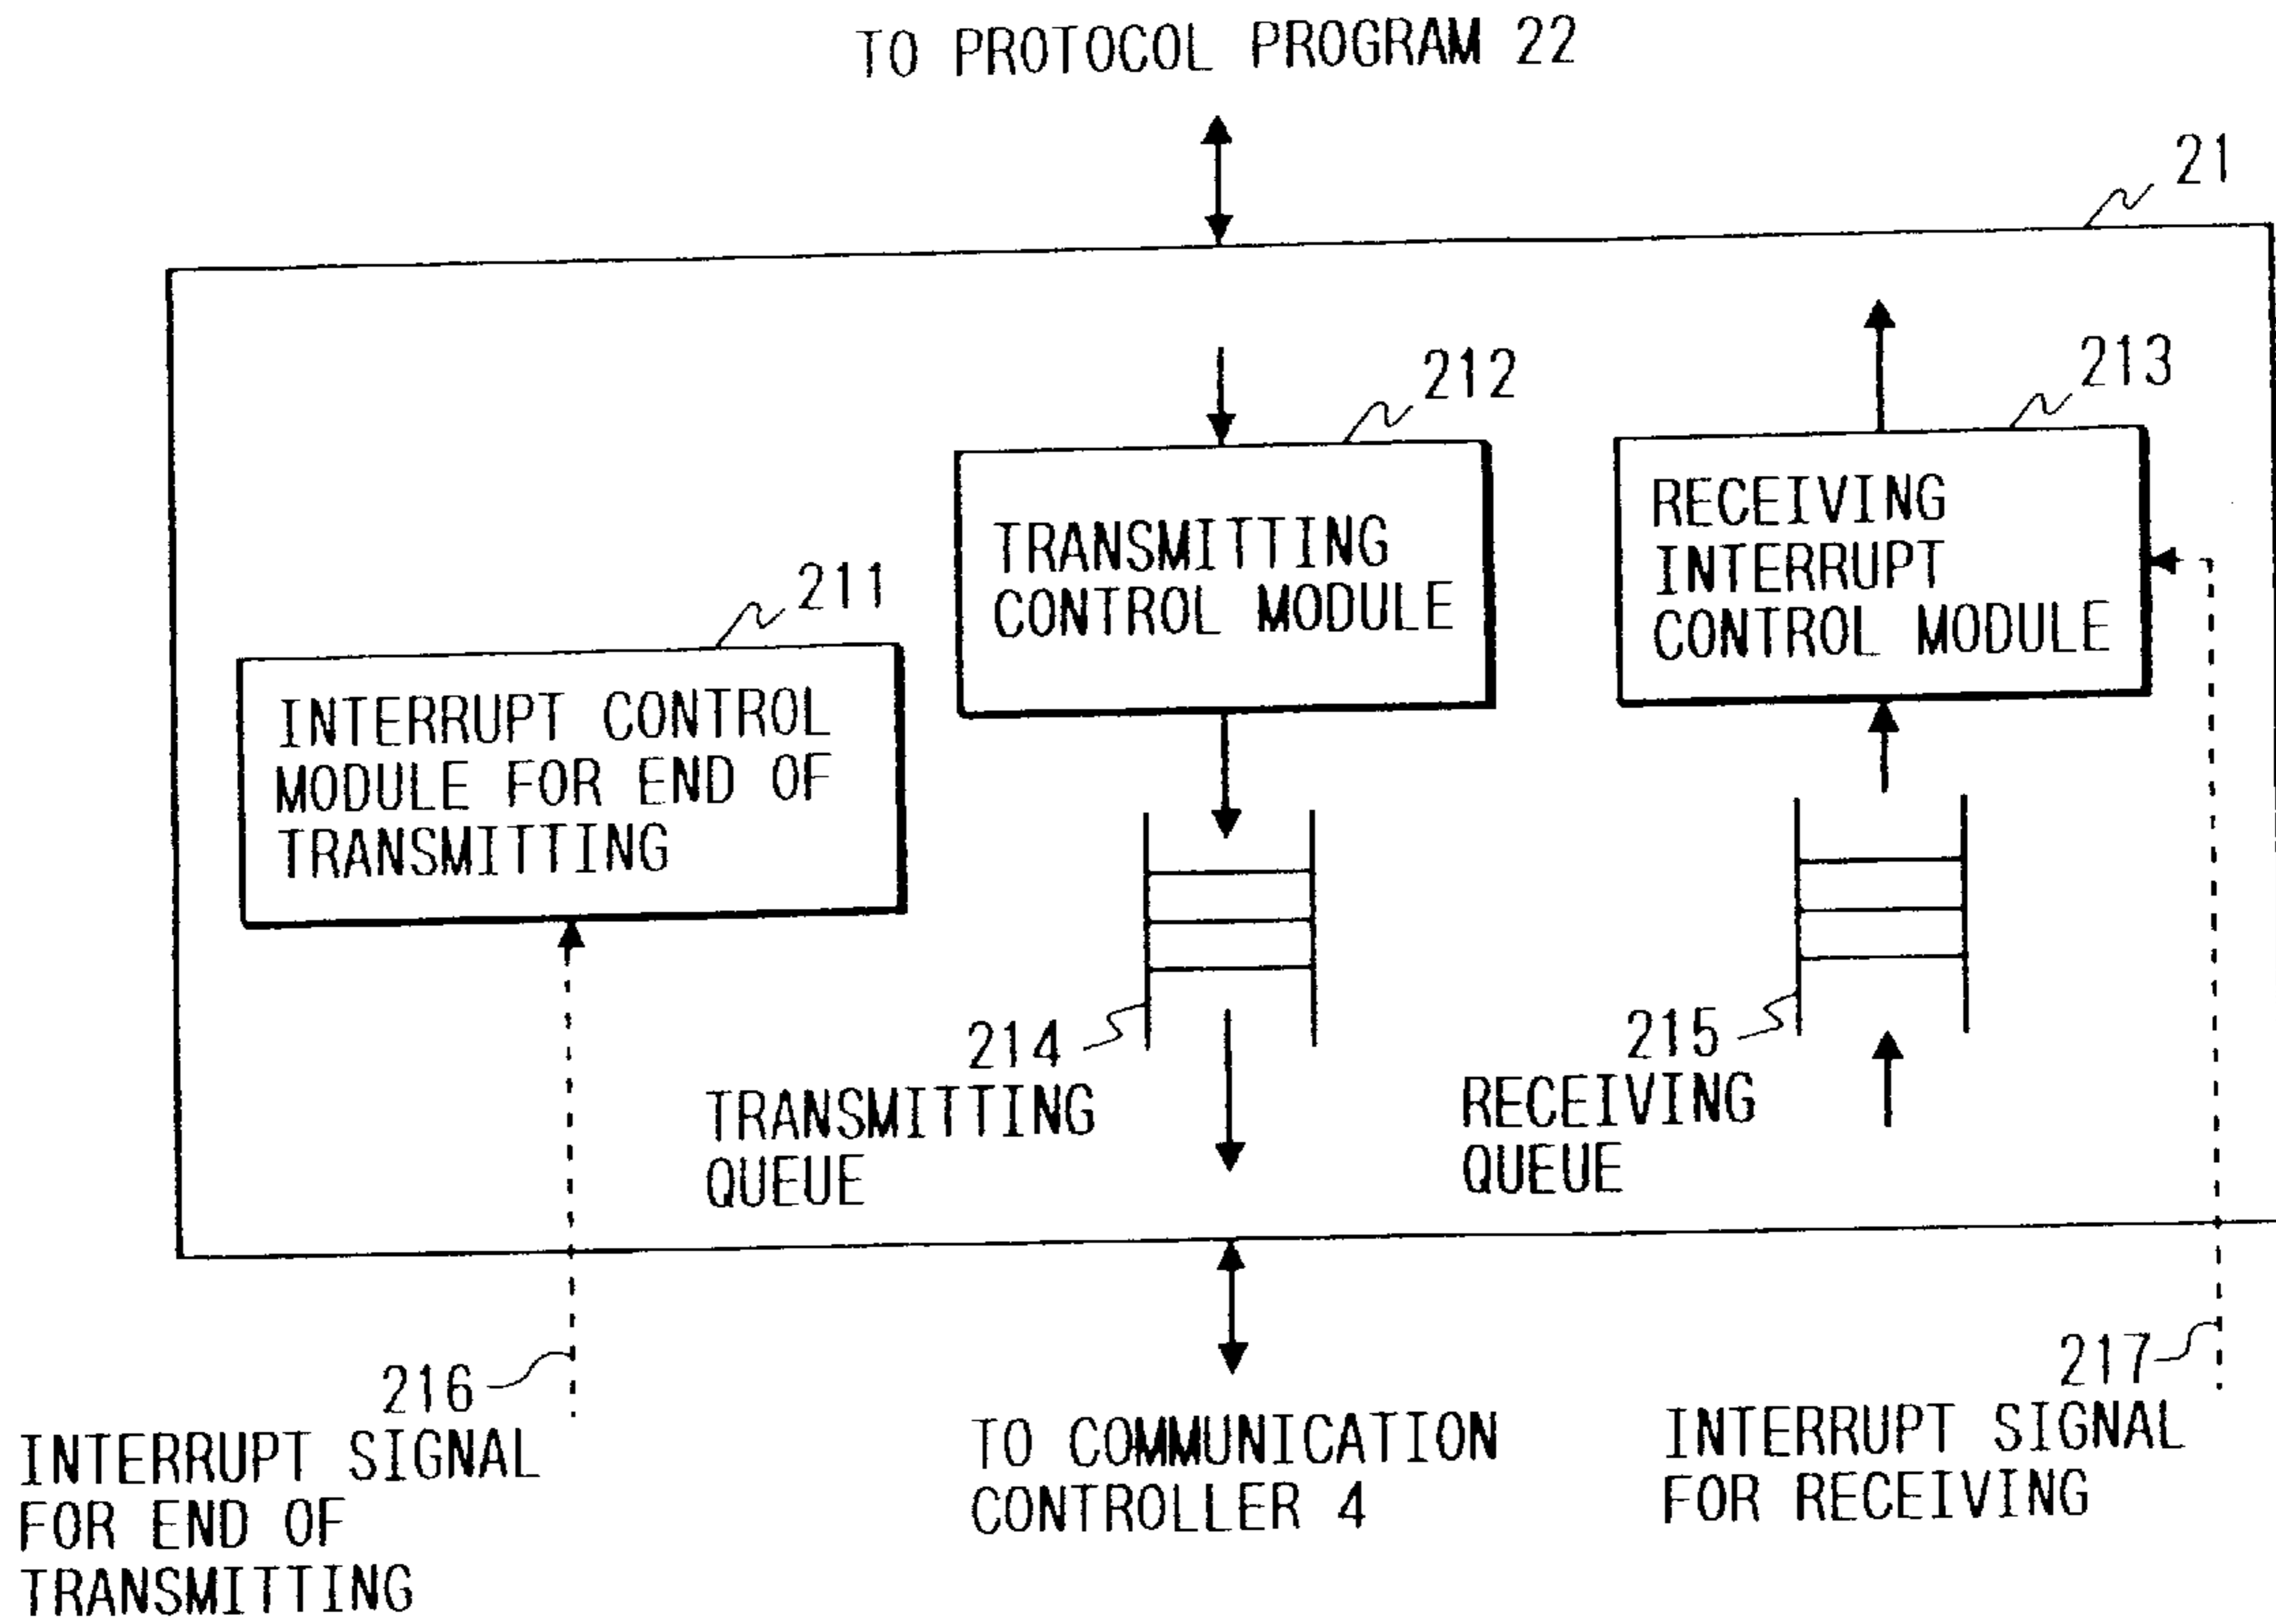 TO PROTOCOL PROGRAM 22
21
212
213
TRANSMITTING
CONTROL MODULE
RECEIVING
INTERRUPT
CONTROL MODULE
211
INTERRUPT CONTROL
MODULE FOR END OF
TRANSMITTING
214
TRANSMITTING
QUEUE
215
RECEIVING
QUEUE
216
INTERRUPT SIGNAL
FOR END OF
TRANSMITTING
TO COMMUNICATION
CONTROLLER 4
217
INTERRUPT SIGNAL
FOR RECEIVING